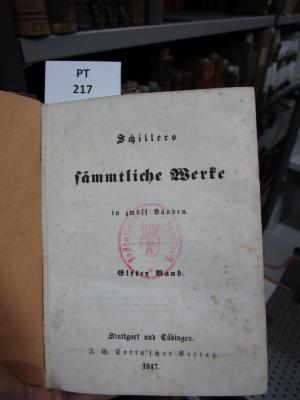 PT
217
Schillers
sämmtliche Werke
in zwölf Bänden.
Elfter Band.
Stuttgart und Tübingen.
J. G. Cotta'scher Verlag.
1847.